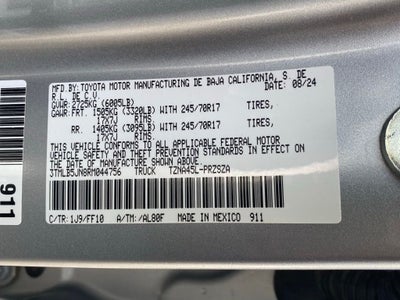 MFD.BY: TOYOTA MOTOR MANUFACTURING DE BAJA CALIFORNIA, S. DE
R.L. DE C.V. DATE: 08/24
GVWR: 2725KG (6005LB)
GAWR: FRT. 1505KG (3320LB) WITH 245/70R17 TIRES,
17X7J RIMS
RR. 1405KG (3095LB) WITH 245/70R17 TIRES,
17X7J RIMS
THIS VEHICLE CONFORMS TO ALL APPLICABLE FEDERAL MOTOR
VEHICLE SAFETY AND THEFT PREVENTION STANDARDS IN EFFECT ON
THE DATE OF MANUFACTURE SHOWN ABOVE.
3TMLB5JN8RM044756 TRUCK TZNA45L-PRZSZA
C/TR: 1J9/FF10 A/TM: /AL80F MADE IN MEXICO 911
911